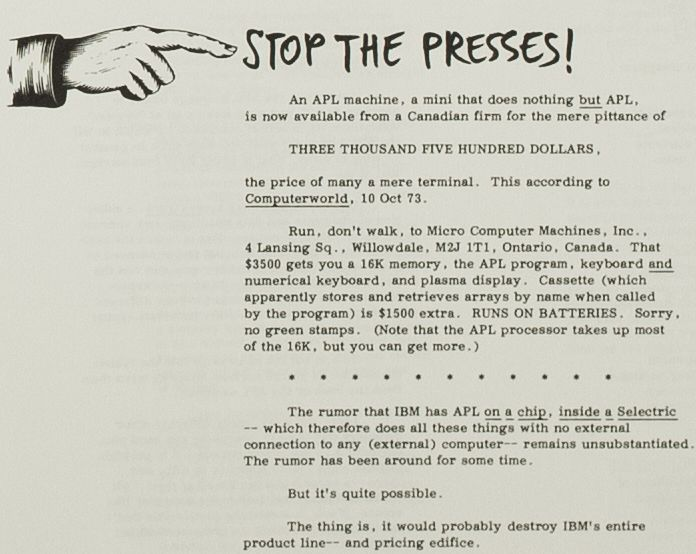 STOP THE PRESSES!
An APL machine, a mini that does nothing but APL,
is now available from a Canadian firm for the mere pittance of
THREE THOUSAND FIVE HUNDRED DOLLARS,
the price of many a mere terminal. This according to
Computerworld, 10 Oct 73.
Run, don't walk, to Micro Computer Machines, Inc.,
4 Lansing Sq., Willowdale, M2J 1T1, Ontario, Canada. That
$3500 gets you a 16K memory, the APL program, keyboard and
numerical keyboard, and plasma display. Cassette (which
apparently stores and retrieves arrays by name when called
by the program) is $1500 extra. RUNS ON BATTERIES. Sorry,
no green stamps. (Note that the APL processor takes up most
of the 16K, but you can get more.)
* * * * * * * * * * *
The rumor that IBM has APL on a chip, inside a Selectric
-- which therefore does all these things with no external
connection to any (external) computer-- remains unsubstantiated.
The rumor has been around for some time.
But it's quite possible.
The thing is, it would probably destroy IBM's entire
product line-- and pricing edifice.